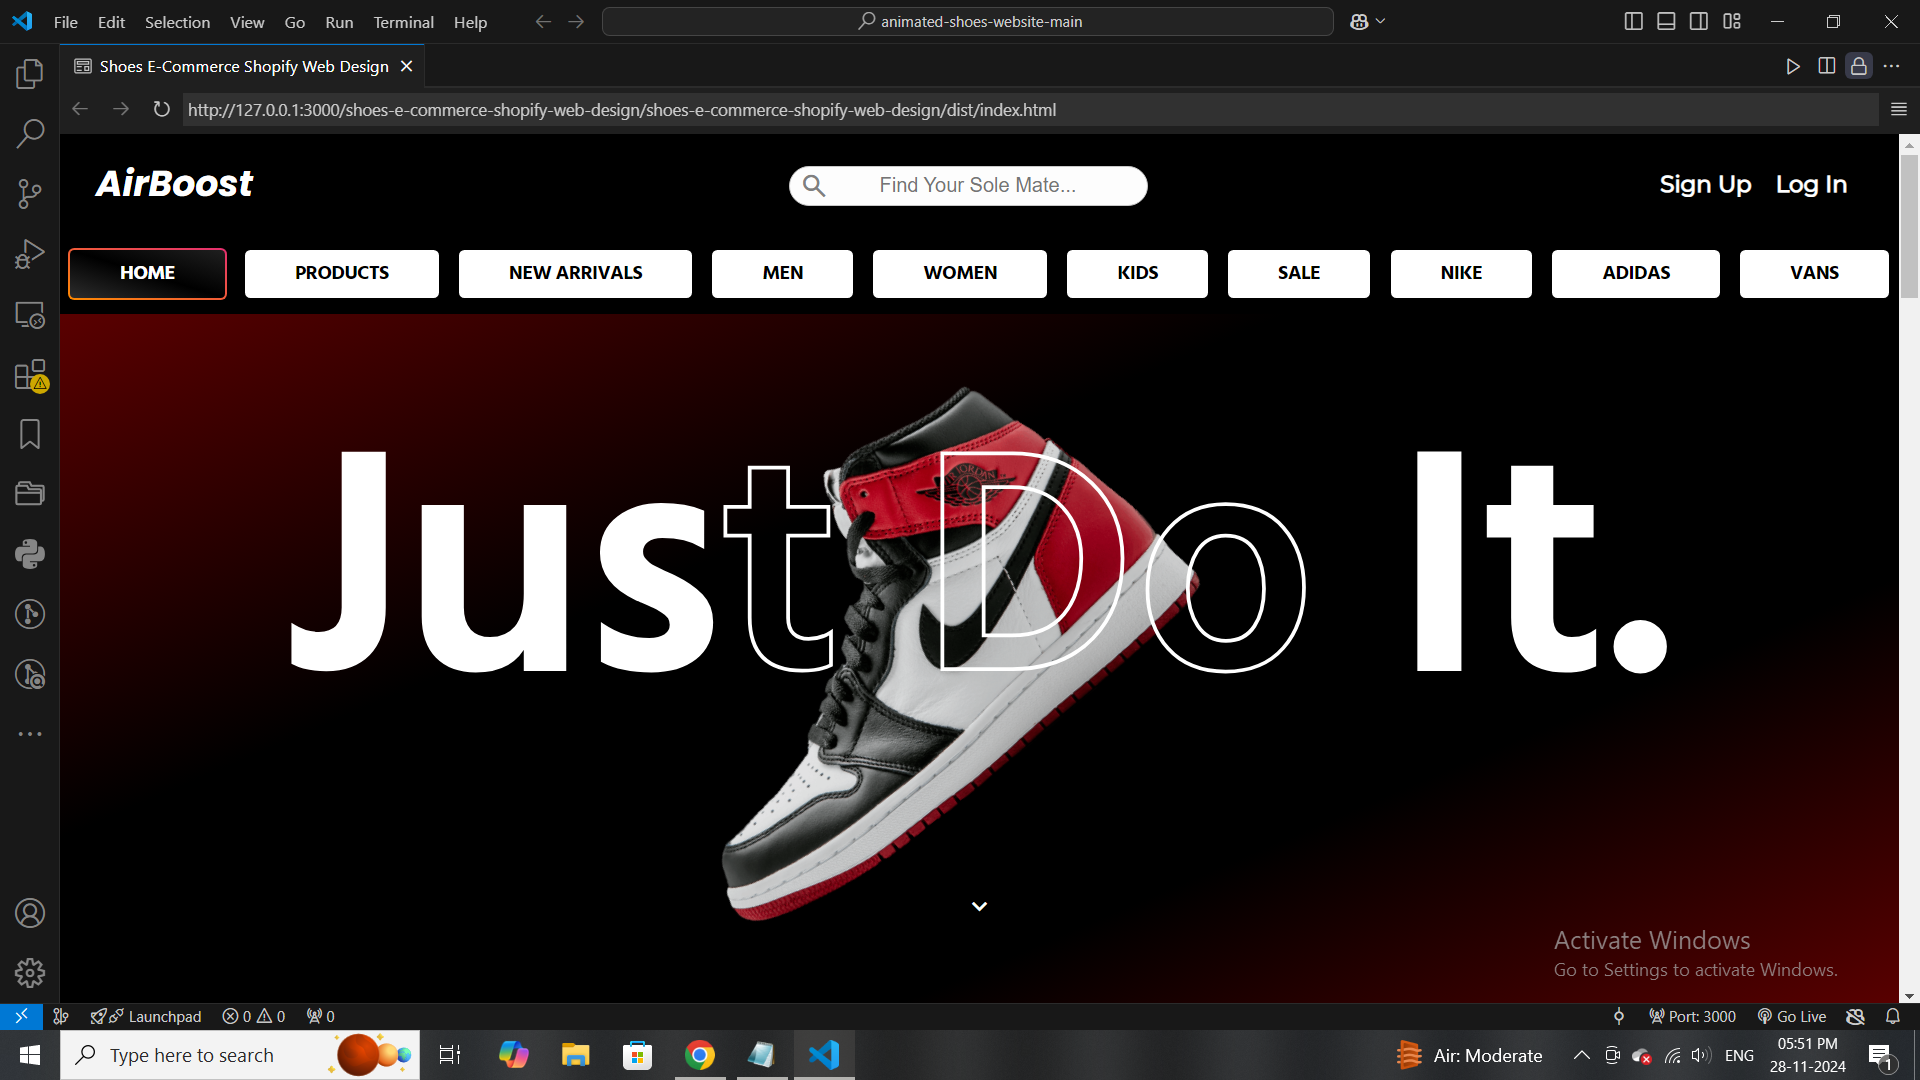 File Edit Selection View Go Run Terminal Help animated-shoes-website-main
Shoes E-Commerce Shopify Web Design
http://127.0.0.1:3000/shoes-e-commerce-shopify-web-design/shoes-e-commerce-shopify-web-design/dist/index.html
AirBoost Find Your Sole Mate... Sign Up Log In
HOME PRODUCTS NEW ARRIVALS MEN WOMEN KIDS SALE NIKE ADIDAS VANS
Just Do It.
Activate Windows
Go to Settings to activate Windows.
Launchpad 0 0 0 Port: 3000 Go Live
Type here to search Air: Moderate ENG 05:51 PM
28-11-2024 1